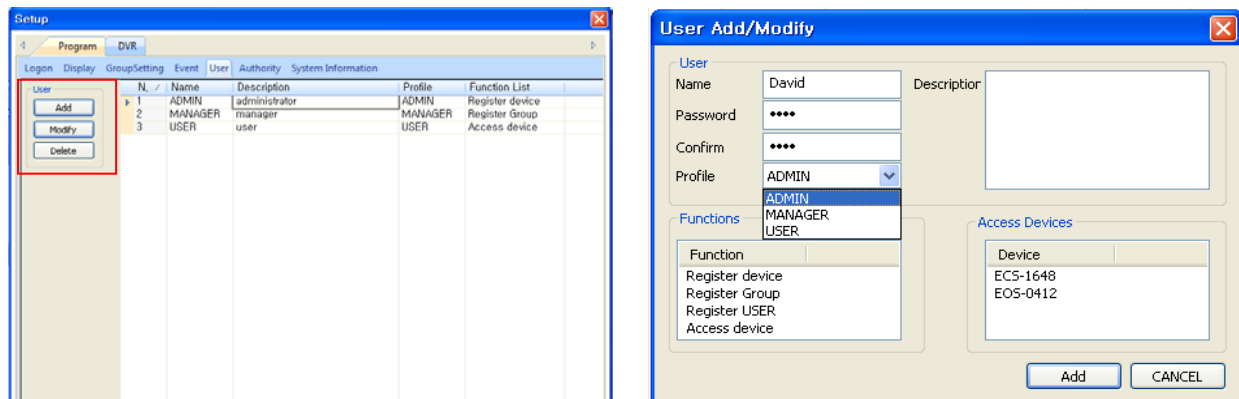 Setup
Program DVR
Logon Display GroupSetting Event User Authority System Information
User
Add
Modify
Delete
N. Name Description Profile Function List
1 ADMIN administrator ADMIN Register device
2 MANAGER manager MANAGER Register Group
3 USER user USER Access device
User Add/Modify
User
Name David Description
Password ••••
Confirm ••••
Profile ADMIN
ADMIN
MANAGER
USER
Functions
Function
Register device
Register Group
Register USER
Access device
Access Devices
Device
ECS-1648
EOS-0412
Add CANCEL